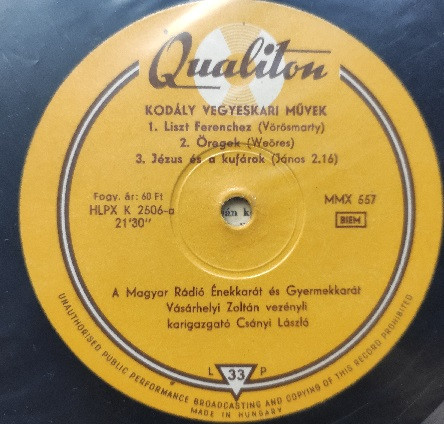 Qualiton
KODÁLY VEGYESKARI MŰVEK
1. Liszt Ferenchez (Vörösmarty)
2. Öregek (Weöres)
3. Jézus és a kufárok (János 2.16)
Fogy. ár: 60 Ft
HLPX K 2506-a
21'30"
án k
MMX 557
BIEM
A Magyar Rádió Énekkarát és Gyermekkarát
Vásárhelyi Zoltán vezényli
karigazgató Csányi László
L 33 P
UNAUTHORISED PUBLIC PERFORMANCE BROADCASTING AND COPYING OF THIS RECORD PROHIBITED
MADE IN HUNGARY